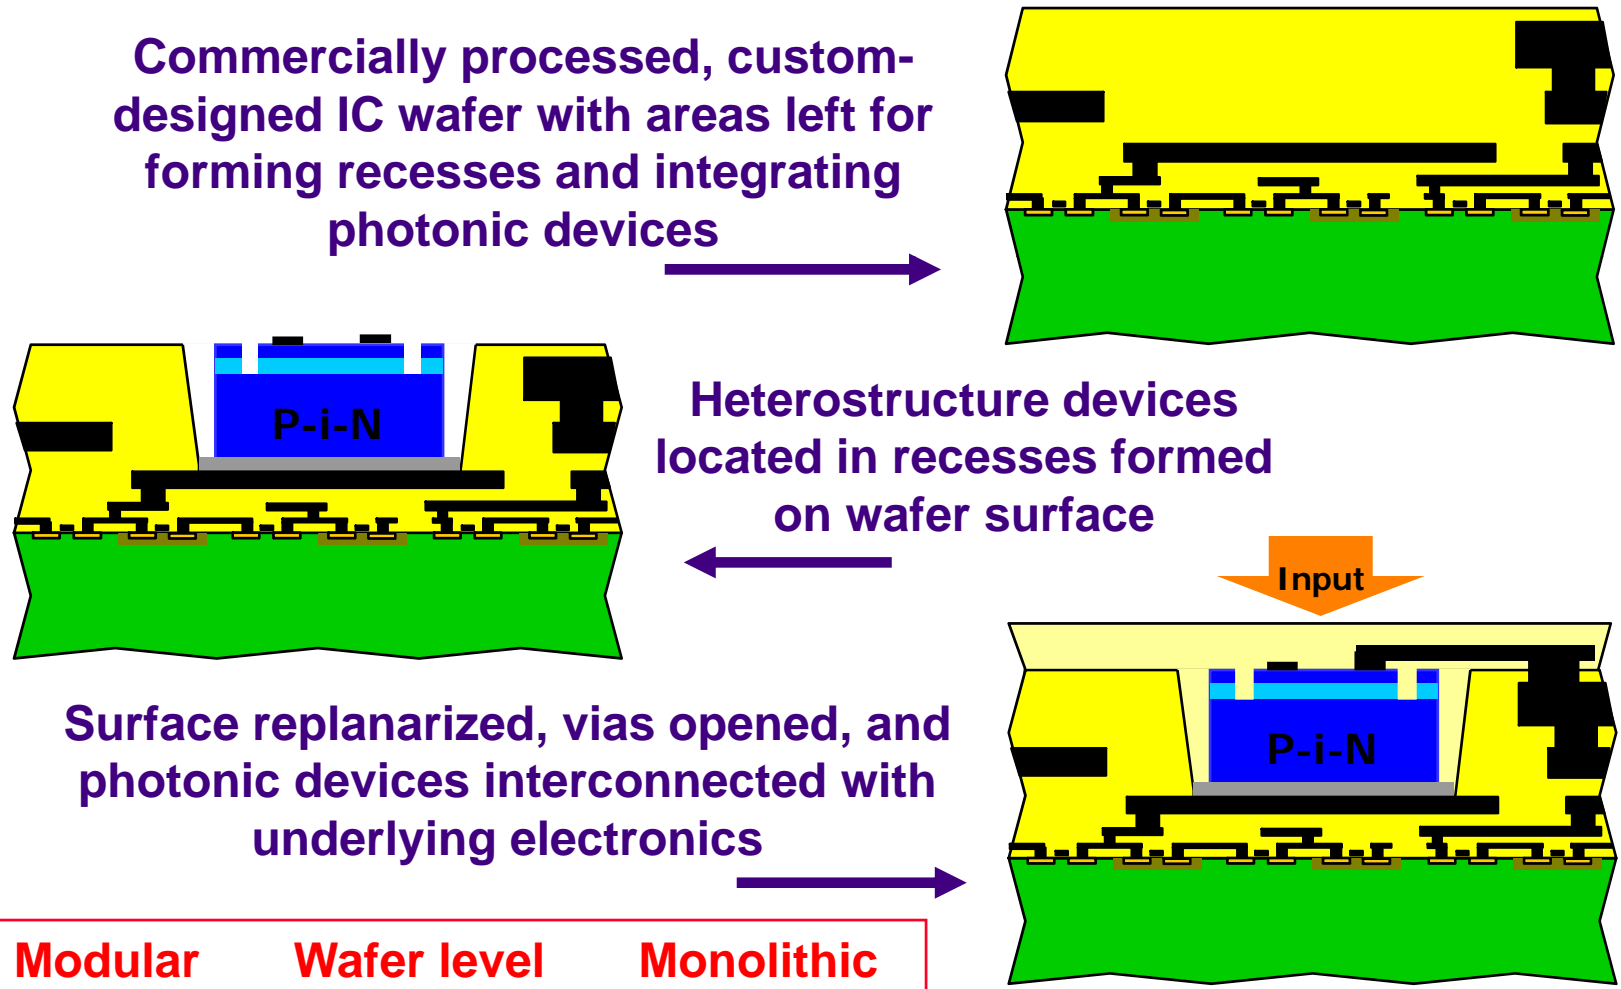 Commercially processed, custom-
designed IC wafer with areas left for
forming recesses and integrating
photonic devices
P-i-N
Heterostructure devices
located in recesses formed
on wafer surface
Input
P-i-N
Surface replanarized, vias opened, and
photonic devices interconnected with
underlying electronics
Modular Wafer level Monolithic